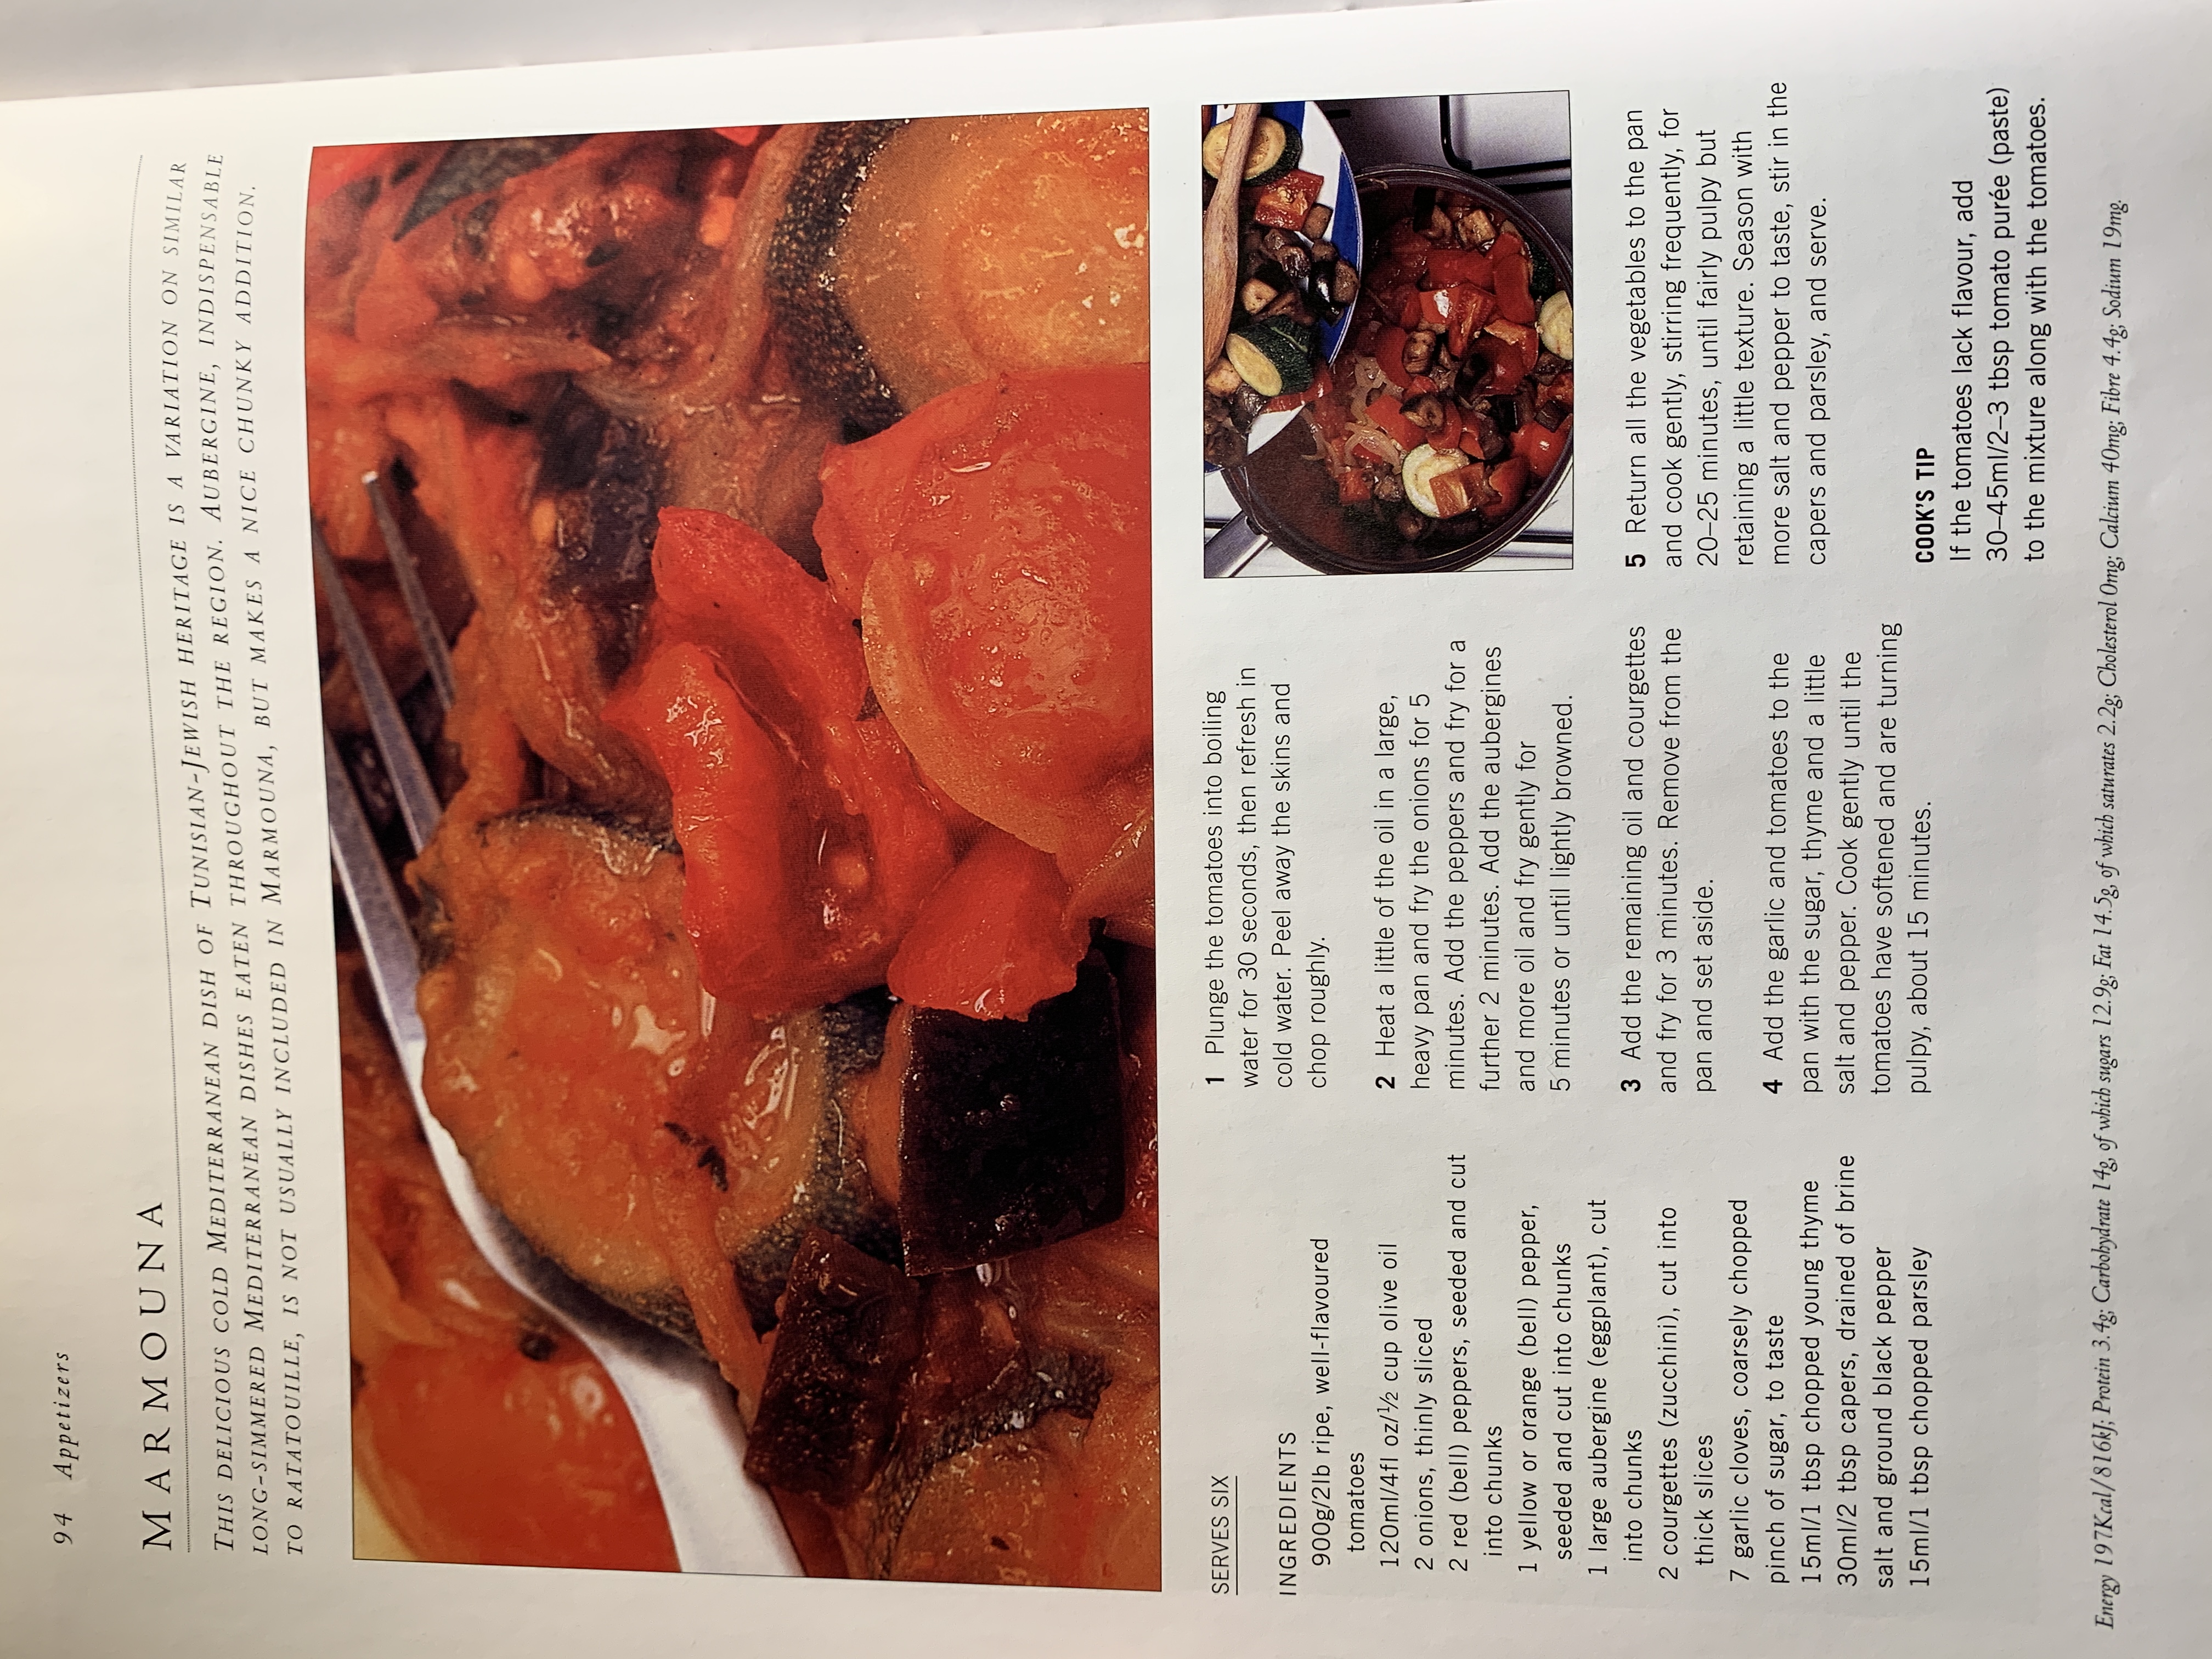 94 Appetizers
MARMOUNA
THIS DELICIOUS COLD MEDITERRANEAN DISH OF TUNISIAN-JEWISH HERITAGE IS A VARIATION ON SIMILAR
LONG-SIMMERED MEDITERRANEAN DISHES EATEN THROUGHOUT THE REGION. AUBERGINE, INDISPENSABLE
TO RATATOUILLE, IS NOT USUALLY INCLUDED IN MARMOUNA, BUT MAKES A NICE CHUNKY ADDITION.
SERVES SIX
INGREDIENTS
900g/2lb ripe, well-flavoured
tomatoes
120ml/4fl oz/½ cup olive oil
2 onions, thinly sliced
2 red (bell) peppers, seeded and cut
into chunks
1 yellow or orange (bell) pepper,
seeded and cut into chunks
1 large aubergine (eggplant), cut
into chunks
2 courgettes (zucchini), cut into
thick slices
7 garlic cloves, coarsely chopped
pinch of sugar, to taste
15ml/1 tbsp chopped young thyme
30ml/2 tbsp capers, drained of brine
salt and ground black pepper
15ml/1 tbsp chopped parsley
1 Plunge the tomatoes into boiling
water for 30 seconds, then refresh in
cold water. Peel away the skins and
chop roughly.
2 Heat a little of the oil in a large,
heavy pan and fry the onions for 5
minutes. Add the peppers and fry for a
further 2 minutes. Add the aubergines
and more oil and fry gently for
5 minutes or until lightly browned.
3 Add the remaining oil and courgettes
and fry for 3 minutes. Remove from the
pan and set aside.
4 Add the garlic and tomatoes to the
pan with the sugar, thyme and a little
salt and pepper. Cook gently until the
tomatoes have softened and are turning
pulpy, about 15 minutes.
5 Return all the vegetables to the pan
and cook gently, stirring frequently, for
20–25 minutes, until fairly pulpy but
retaining a little texture. Season with
more salt and pepper to taste, stir in the
capers and parsley, and serve.
COOK'S TIP
If the tomatoes lack flavour, add
30–45ml/2–3 tbsp tomato purée (paste)
to the mixture along with the tomatoes.
Energy 197Kcal/816kJ; Protein 3.4g; Carbohydrate 14g, of which sugars 12.9g; Fat 14.5g, of which saturates 2.2g; Cholesterol 0mg; Calcium 40mg; Fibre 4.4g; Sodium 19mg.